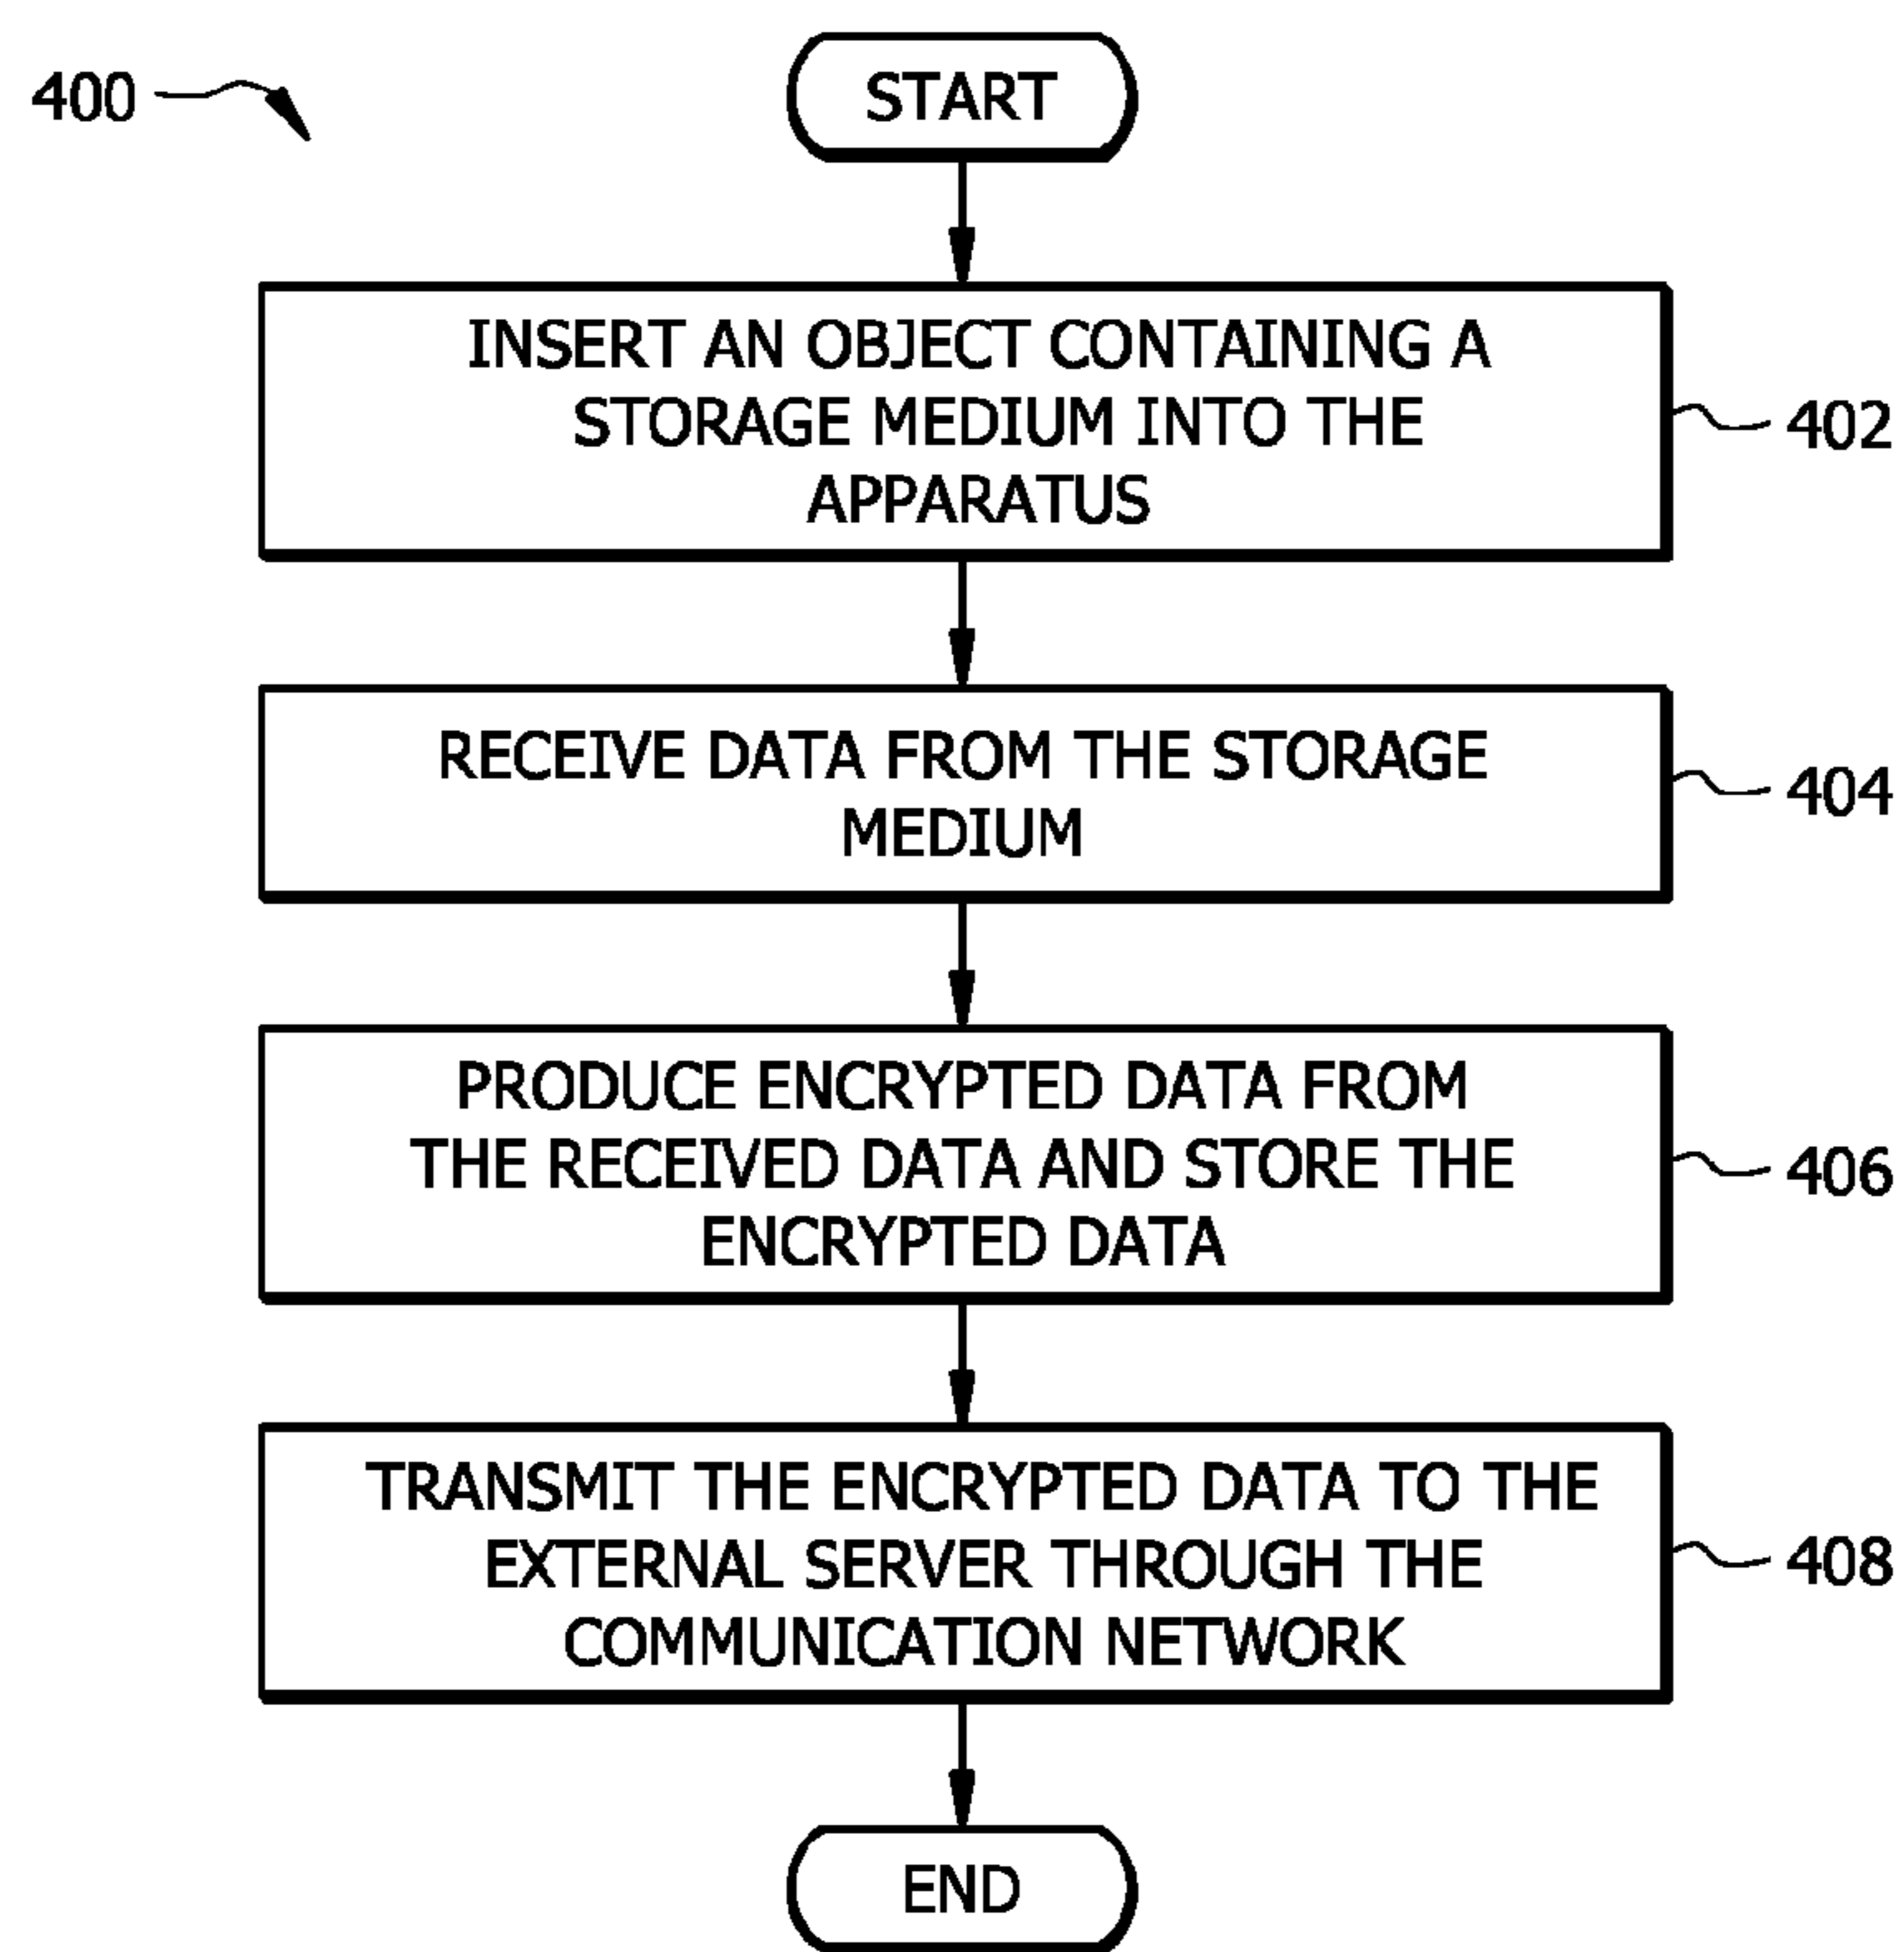 400
START
INSERT AN OBJECT CONTAINING A
STORAGE MEDIUM INTO THE
APPARATUS
402
RECEIVE DATA FROM THE STORAGE
MEDIUM
404
PRODUCE ENCRYPTED DATA FROM
THE RECEIVED DATA AND STORE THE
ENCRYPTED DATA
406
TRANSMIT THE ENCRYPTED DATA TO THE
EXTERNAL SERVER THROUGH THE
COMMUNICATION NETWORK
408
END